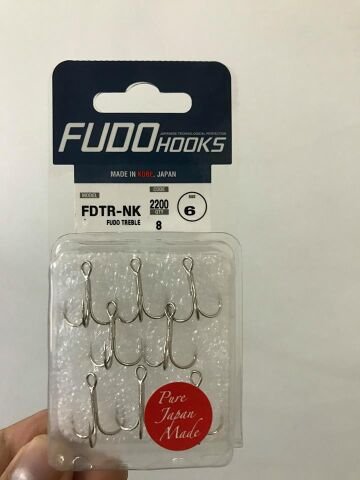 FUDO HOOKS
JAPANESE TECHNOLOGICAL PERFECTION
MADE IN KOBE, JAPAN
MODEL CODE SIZE
FDTR-NK 2200 6
FUDO TREBLE QTY
8
Pure
Japan
Made